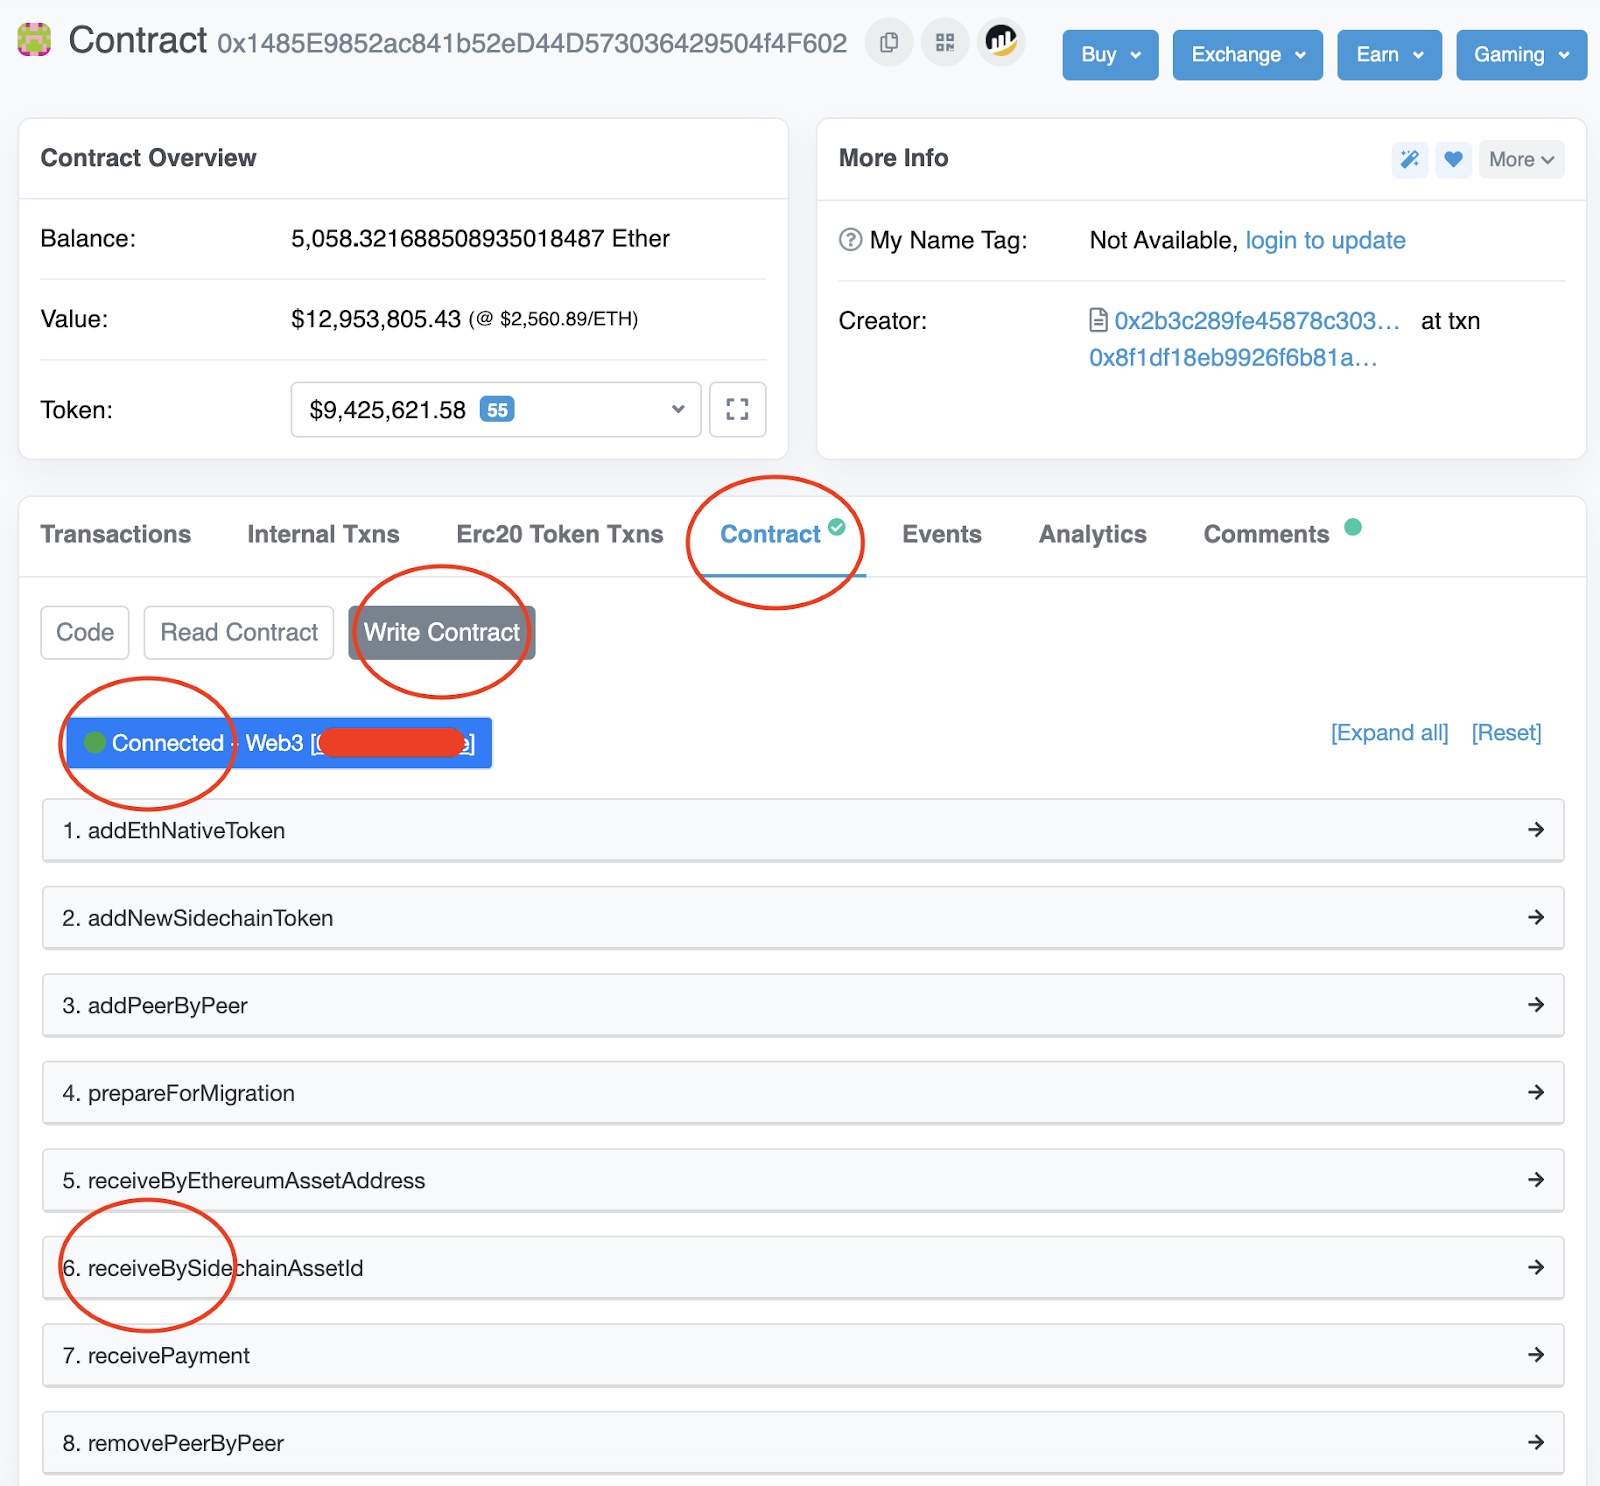 Contract 0x1485E9852ac841b52eD44D573036429504f4F602
Buy Exchange Earn Gaming
Contract Overview
Balance: 5,058.321688508935018487 Ether
Value: $12,953,805.43 (@ $2,560.89/ETH)
Token: $9,425,621.58 55
More Info
More
My Name Tag: Not Available, login to update
Creator: 0x2b3c289fe45878c303... at txn
0x8f1df18eb9926f6b81a...
Transactions Internal Txns Erc20 Token Txns Contract Events Analytics Comments
Code Read Contract Write Contract
Connected - Web3 [ e]
[Expand all] [Reset]
1. addEthNativeToken
2. addNewSidechainToken
3. addPeerByPeer
4. prepareForMigration
5. receiveByEthereumAssetAddress
6. receiveBySidechainAssetId
7. receivePayment
8. removePeerByPeer